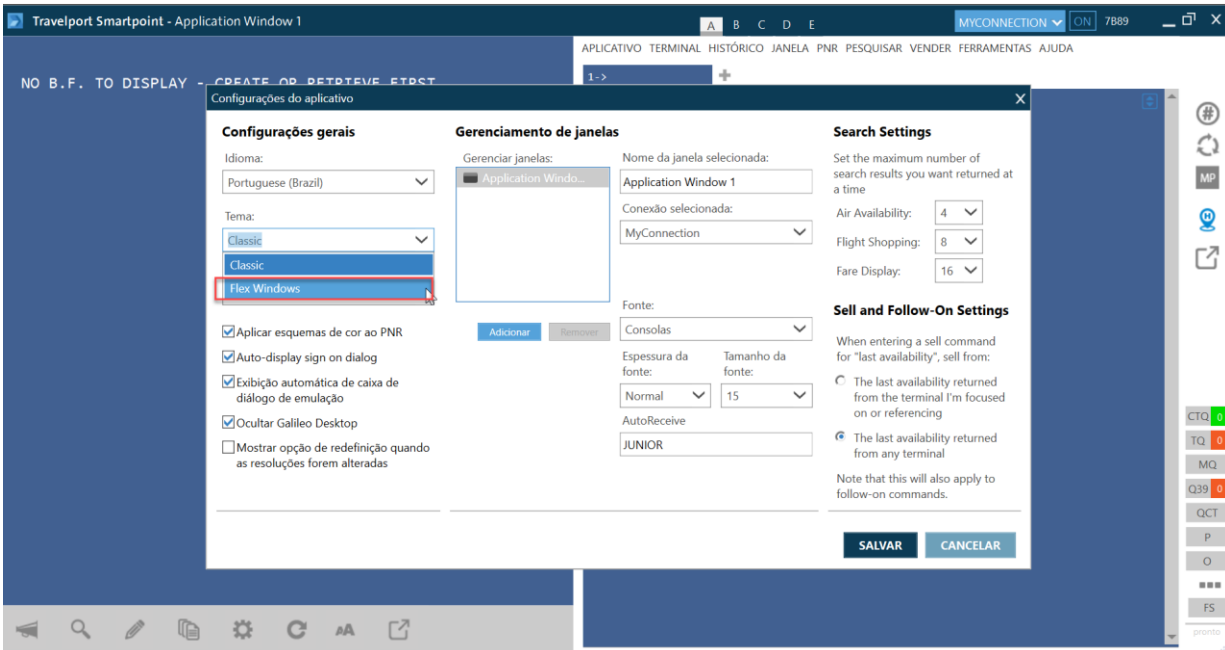 Travelport Smartpoint - Application Window 1
A B C D E
MYCONNECTION ON 7B89
APLICATIVO TERMINAL HISTÓRICO JANELA PNR PESQUISAR VENDER FERRAMENTAS AJUDA
NO B.F. TO DISPLAY - CREATE OR RETRIEVE FIRST
1->
Configurações do aplicativo
X
Configurações gerais
Idioma:
Portuguese (Brazil)
Tema:
Classic
Classic
Flex Windows
Aplicar esquemas de cor ao PNR
Auto-display sign on dialog
Exibição automática de caixa de
diálogo de emulação
Ocultar Galileo Desktop
Mostrar opção de redefinição quando
as resoluções forem alteradas
Gerenciamento de janelas
Gerenciar janelas:
Application Windo...
Adicionar
Remover
Nome da janela selecionada:
Application Window 1
Conexão selecionada:
MyConnection
Fonte:
Consolas
Espessura da
fonte:
Normal
Tamanho da
fonte:
15
AutoReceive
JUNIOR
Search Settings
Set the maximum number of
search results you want returned at
a time
Air Availability: 4
Flight Shopping: 8
Fare Display: 16
Sell and Follow-On Settings
When entering a sell command
for "last availability", sell from:
The last availability returned
from the terminal I'm focused
on or referencing
The last availability returned
from any terminal
Note that this will also apply to
follow-on commands.
SALVAR
CANCELAR
#
MP
H
CTQ 0
TQ 0
MQ
Q39 0
QCT
P
O
FS
pronto
AA